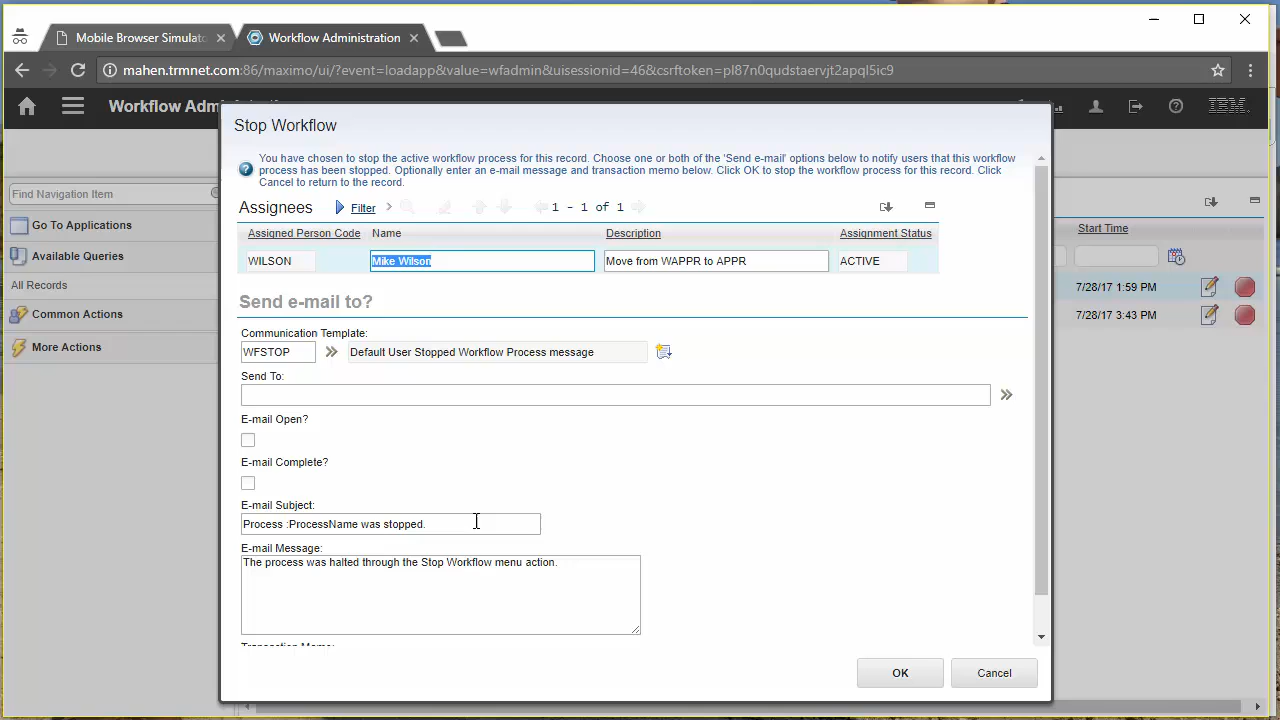 Mobile Browser Simulato
Workflow Administration
mahen.trmnet.com:86/maximo/ui/?event=loadapp&value=wfadmin&uisessionid=46&csrftoken=pl87n0qudstaervjt2apql5ic9
Workflow Adm
IBM
Stop Workflow
You have chosen to stop the active workflow process for this record. Choose one or both of the 'Send e-mail' options below to notify users that this workflow
process has been stopped. Optionally enter an e-mail message and transaction memo below. Click OK to stop the workflow process for this record. Click
Cancel to return to the record.
Find Navigation Item
Go To Applications
Available Queries
All Records
Common Actions
More Actions
Assignees Filter 1 - 1 of 1
Assigned Person Code Name Description Assignment Status
WILSON Mike Wilson Move from WAPPR to APPR ACTIVE
Start Time
7/28/17 1:59 PM
7/28/17 3:43 PM
Send e-mail to?
Communication Template:
WFSTOP Default User Stopped Workflow Process message
Send To:
E-mail Open?
E-mail Complete?
E-mail Subject:
Process :ProcessName was stopped.
E-mail Message:
The process was halted through the Stop Workflow menu action.
Transaction Memo:
OK Cancel